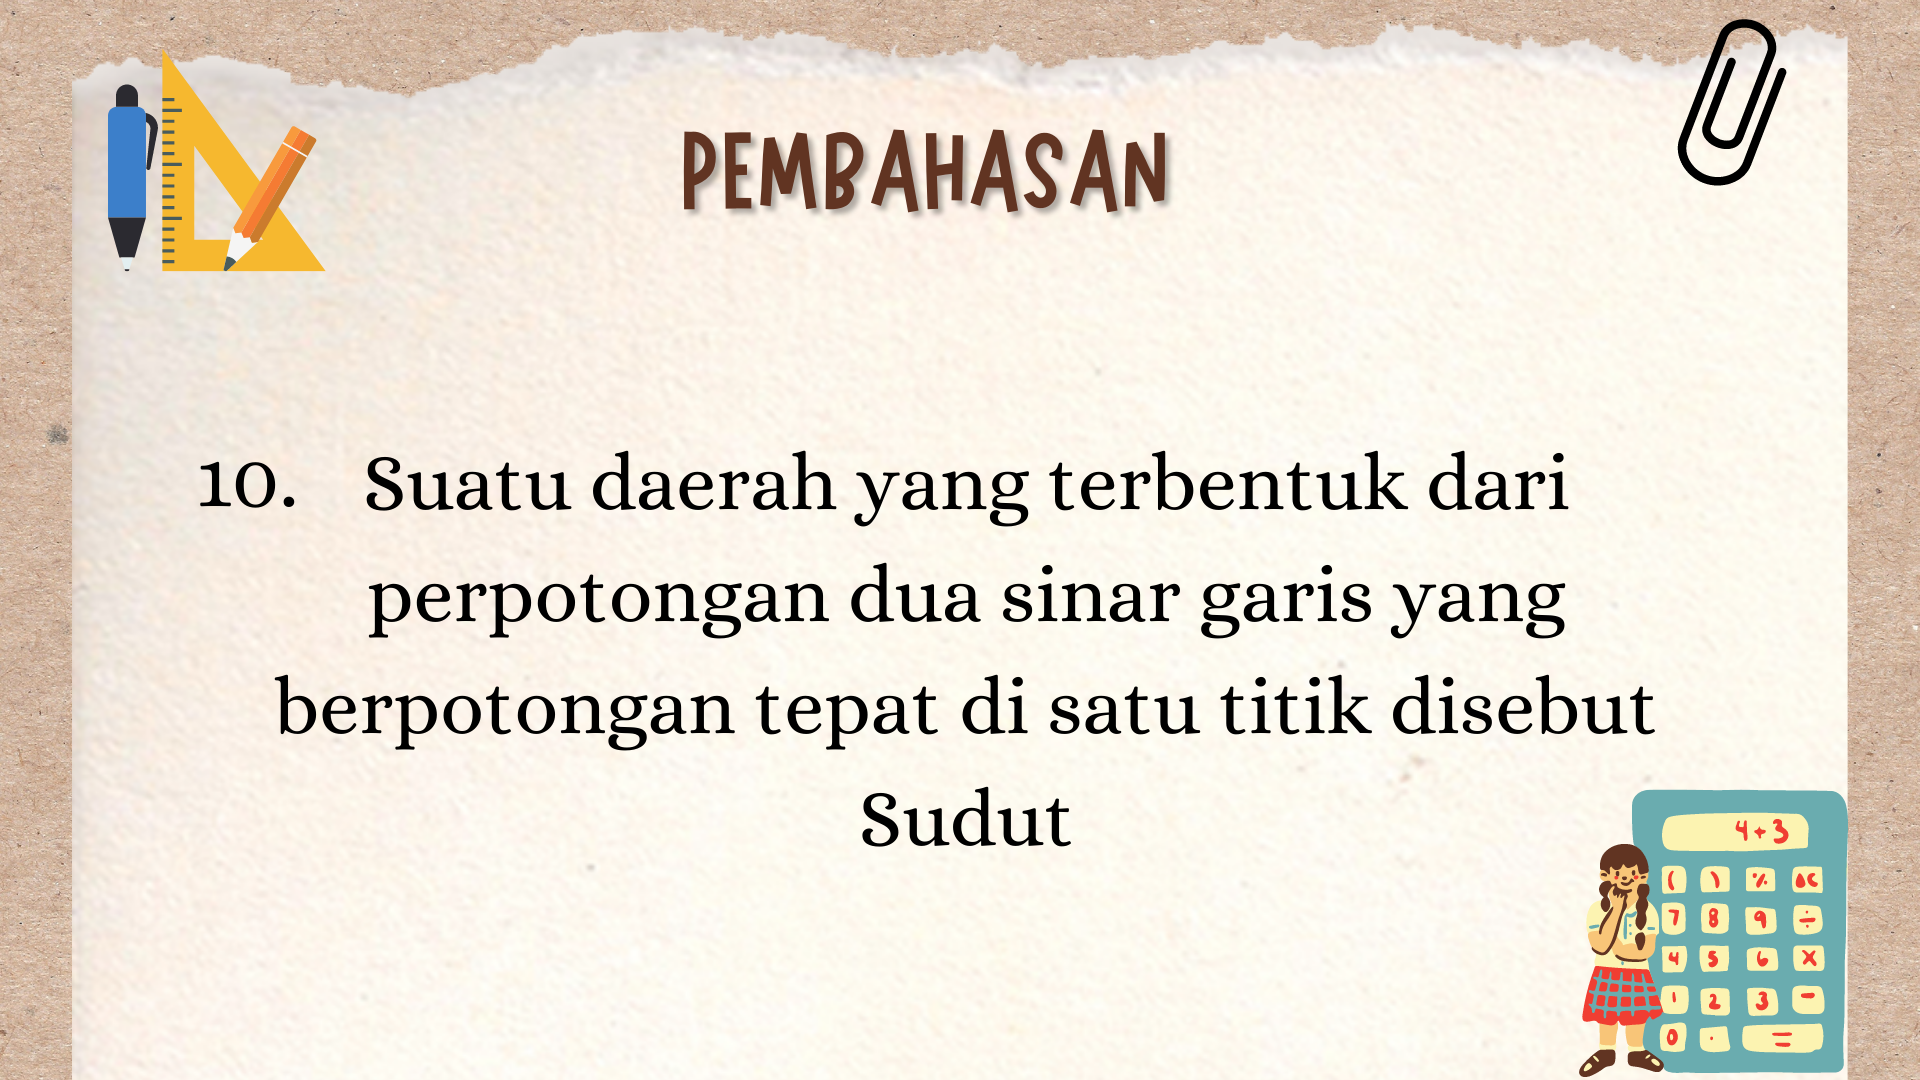 PEMBAHASAN
10. Suatu daerah yang terbentuk dari
perpotongan dua sinar garis yang
berpotongan tepat di satu titik disebut
Sudut
4+3
( ) % AC
7 8 9 ÷
4 5 6 X
1 2 3 -
0 . =